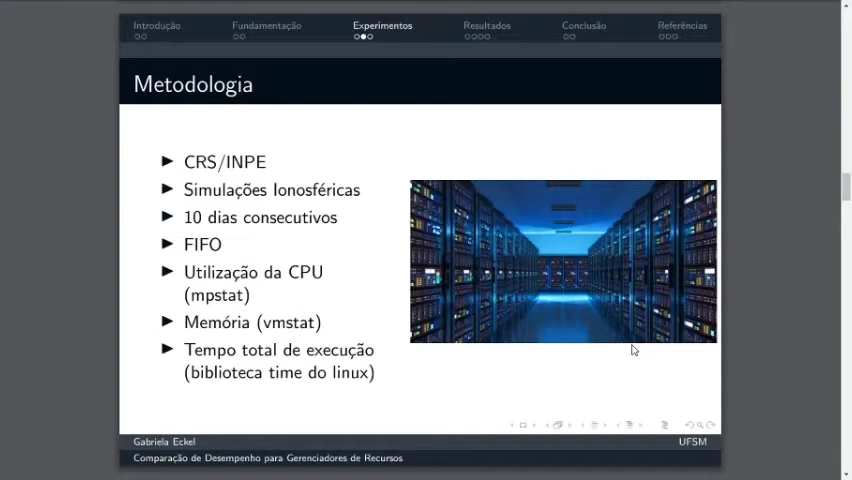 Introdução Fundamentação Experimentos Resultados Conclusão Referências
Metodologia
CRS/INPE
Simulações Ionosféricas
10 dias consecutivos
FIFO
Utilização da CPU
(mpstat)
Memória (vmstat)
Tempo total de execução
(biblioteca time do linux)
Gabriela Eckel UFSM
Comparação de Desempenho para Gerenciadores de Recursos